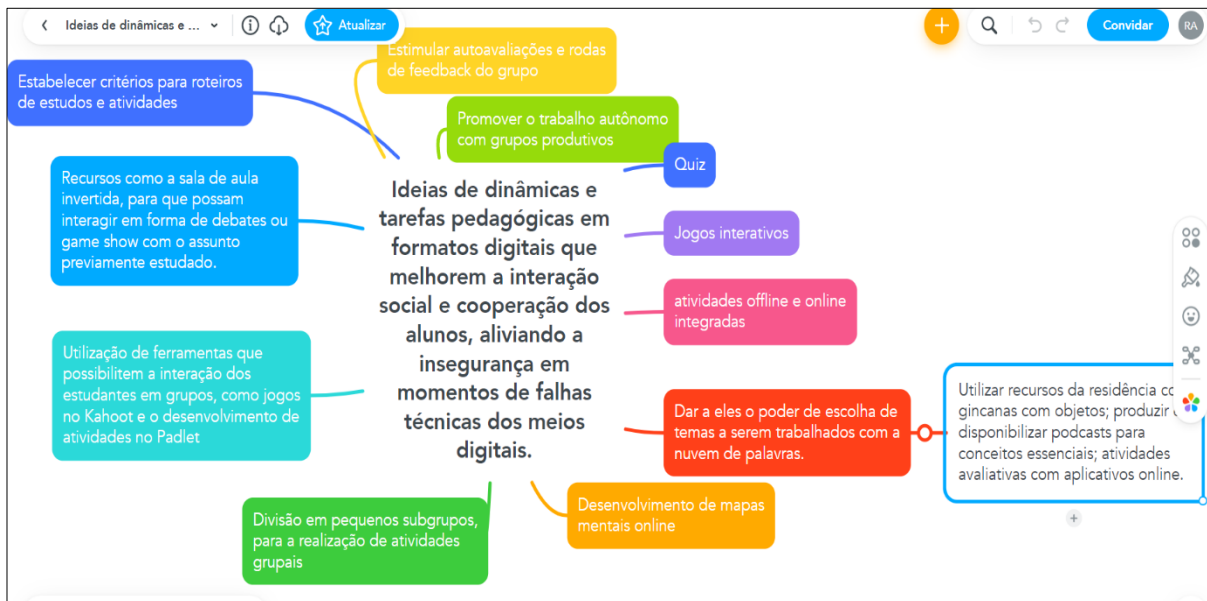 Ideias de dinâmicas e ...
Atualizar
Convidar
RA
Estimular autoavaliações e rodas
de feedback do grupo
Estabelecer critérios para roteiros
de estudos e atividades
Promover o trabalho autônomo
com grupos produtivos
Quiz
Recursos como a sala de aula
invertida, para que possam
interagir em forma de debates ou
game show com o assunto
previamente estudado.
Ideias de dinâmicas e
tarefas pedagógicas em
formatos digitais que
melhorem a interação
social e cooperação dos
alunos, aliviando a
insegurança em
momentos de falhas
técnicas dos meios
digitais.
Jogos interativos
atividades offline e online
integradas
Utilização de ferramentas que
possibilitem a interação dos
estudantes em grupos, como jogos
no Kahoot e o desenvolvimento de
atividades no Padlet
Dar a eles o poder de escolha de
temas a serem trabalhados com a
nuvem de palavras.
Utilizar recursos da residência
gincanas com objetos; produzir
disponibilizar podcasts para
conceitos essenciais; atividades
avaliativas com aplicativos online.
Divisão em pequenos subgrupos,
para a realização de atividades
grupais
Desenvolvimento de mapas
mentais online